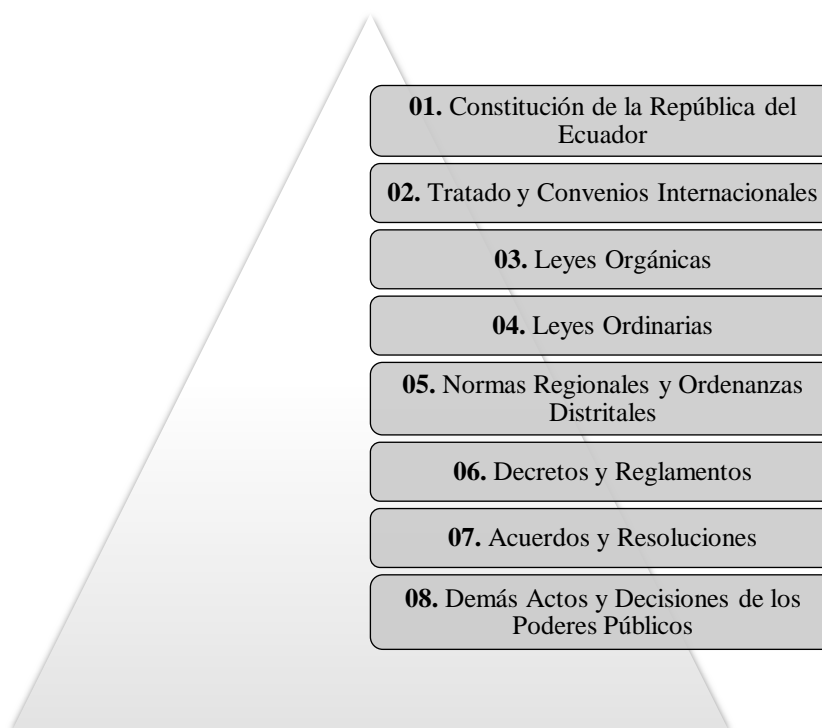 01. Constitución de la República del
Ecuador
02. Tratado y Convenios Internacionales
03. Leyes Orgánicas
04. Leyes Ordinarias
05. Normas Regionales y Ordenanzas
Distritales
06. Decretos y Reglamentos
07. Acuerdos y Resoluciones
08. Demás Actos y Decisiones de los
Poderes Públicos